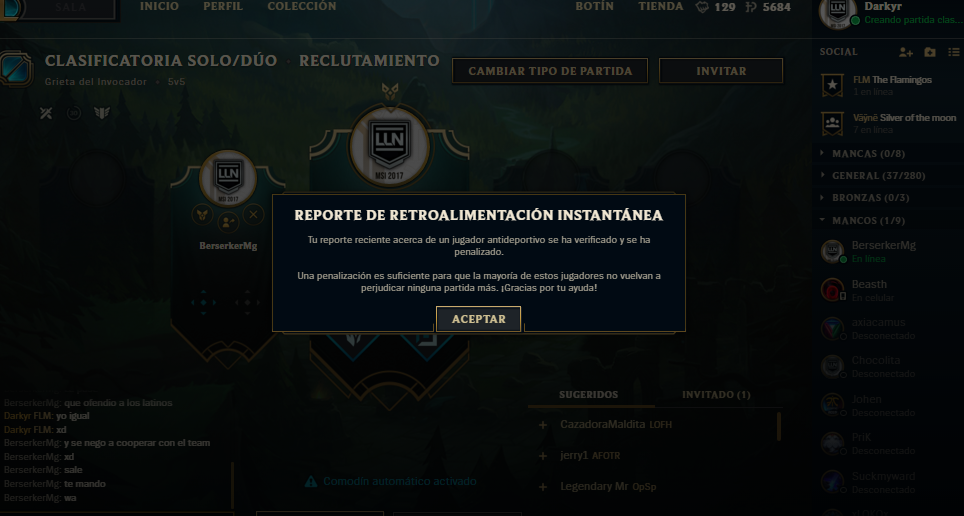 SALA
INICIO
PERFIL
COLECCIÓN
BOTÍN
TIENDA
129
5684
Darkyr
Creando partida clas...
CLASIFICATORIA SOLO/DÚO · RECLUTAMIENTO
Grieta del Invocador • 5v5
CAMBIAR TIPO DE PARTIDA
INVITAR
SOCIAL
FLM The Flamingos
1 en línea
Väÿnë Silver of the moon
7 en línea
MANCAS (0/8)
GENERAL (37/280)
BRONZAS (0/3)
MANCOS (1/9)
BerserkerMg
En línea
Beasth
En celular
axiacamus
Desconectado
Chocolita
Desconectado
Johen
Desconectado
PriK
Desconectado
Suckmyward
Desconectado
LLN
MSI 2017
LLN
MSI 2017
BerserkerMg
REPORTE DE RETROALIMENTACIÓN INSTANTÁNEA
Tu reporte reciente acerca de un jugador antideportivo se ha verificado y se ha
penalizado.
Una penalización es suficiente para que la mayoría de estos jugadores no vuelvan a
perjudicar ninguna partida más. ¡Gracias por tu ayuda!
ACEPTAR
BerserkerMg: que ofendio a los latinos
Darkyr FLM: yo igual
Darkyr FLM: xd
BerserkerMg: y se nego a cooperar con el team
BerserkerMg: xd
BerserkerMg: sale
BerserkerMg: te mando
BerserkerMg: wa
Comodín automático activado
SUGERIDOS
INVITADO (1)
CazadoraMaldita LOFH
jerry1 AFOTR
Legendary Mr OpSp